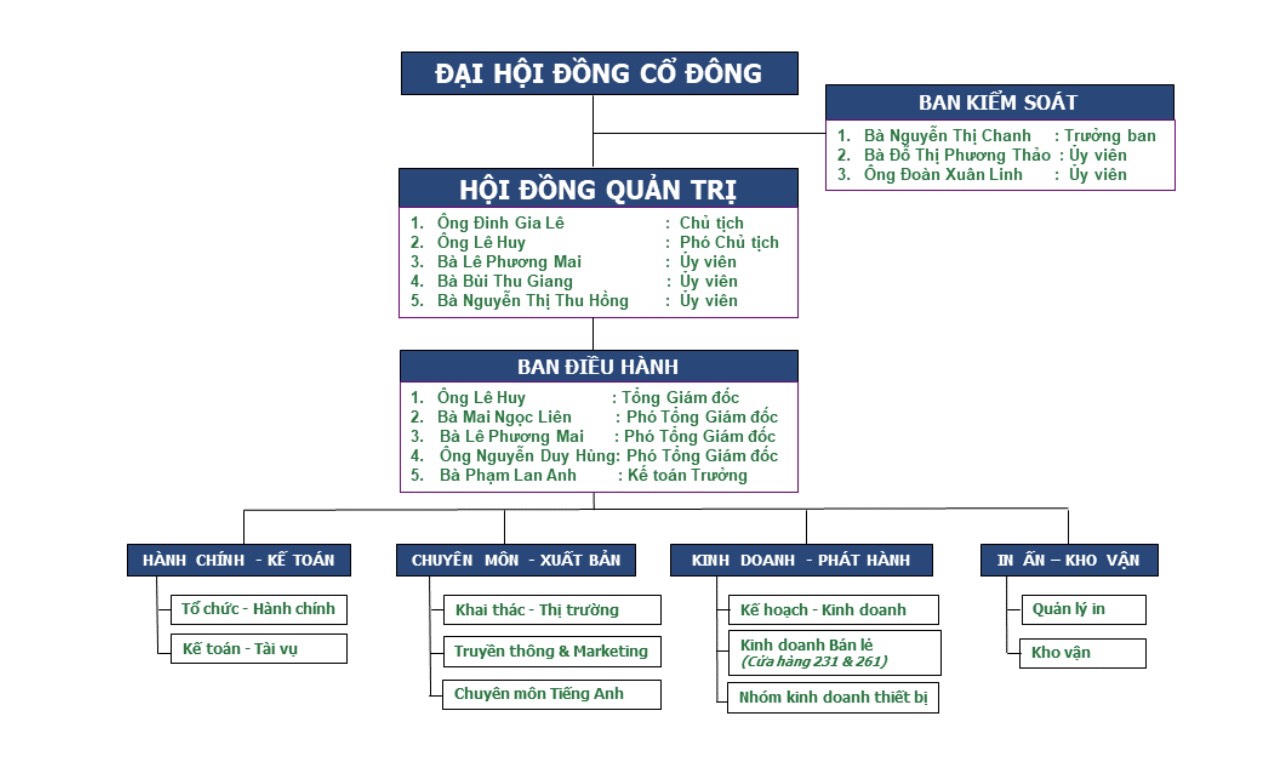 ĐẠI HỘI ĐỒNG CỔ ĐÔNG
BAN KIỂM SOÁT
1. Bà Nguyễn Thị Chanh : Trưởng ban
2. Bà Đỗ Thị Phương Thảo : Ủy viên
3. Ông Đoàn Xuân Linh : Ủy viên
HỘI ĐỒNG QUẢN TRỊ
1. Ông Đinh Gia Lê : Chủ tịch
2. Ông Lê Huy : Phó Chủ tịch
3. Bà Lê Phương Mai : Ủy viên
4. Bà Bùi Thu Giang : Ủy viên
5. Bà Nguyễn Thị Thu Hồng : Ủy viên
BAN ĐIỀU HÀNH
1. Ông Lê Huy : Tổng Giám đốc
2. Bà Mai Ngọc Liên : Phó Tổng Giám đốc
3. Bà Lê Phương Mai : Phó Tổng Giám đốc
4. Ông Nguyễn Duy Hùng: Phó Tổng Giám đốc
5. Bà Phạm Lan Anh : Kế toán Trưởng
HÀNH CHÍNH - KẾ TOÁN
Tổ chức - Hành chính
Kế toán - Tài vụ
CHUYÊN MÔN - XUẤT BẢN
Khai thác - Thị trường
Truyền thông & Marketing
Chuyên môn Tiếng Anh
KINH DOANH - PHÁT HÀNH
Kế hoạch - Kinh doanh
Kinh doanh Bán lẻ
(Cửa hàng 231 & 261)
Nhóm kinh doanh thiết bị
IN ẤN – KHO VẬN
Quản lý in
Kho vận